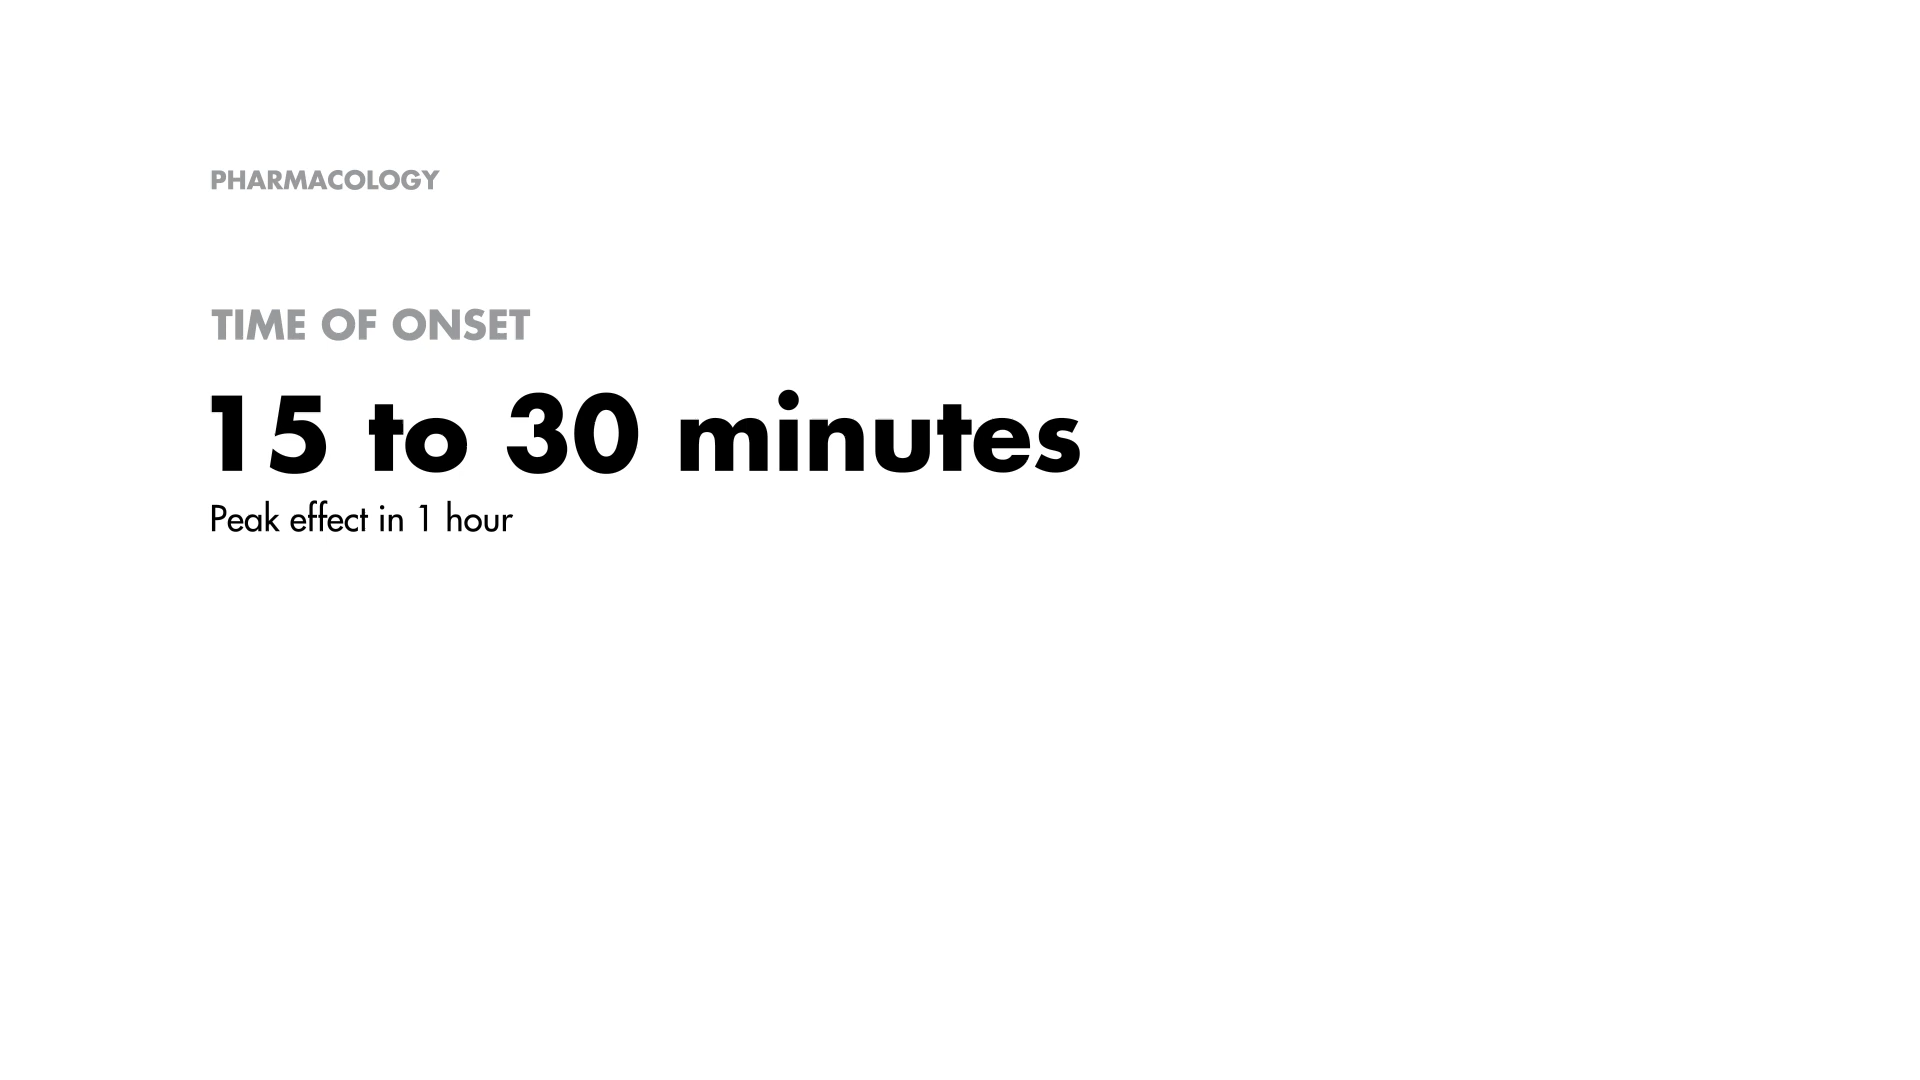 PHARMACOLOGY
TIME OF ONSET
15 to 30 minutes
Peak effect in 1 hour